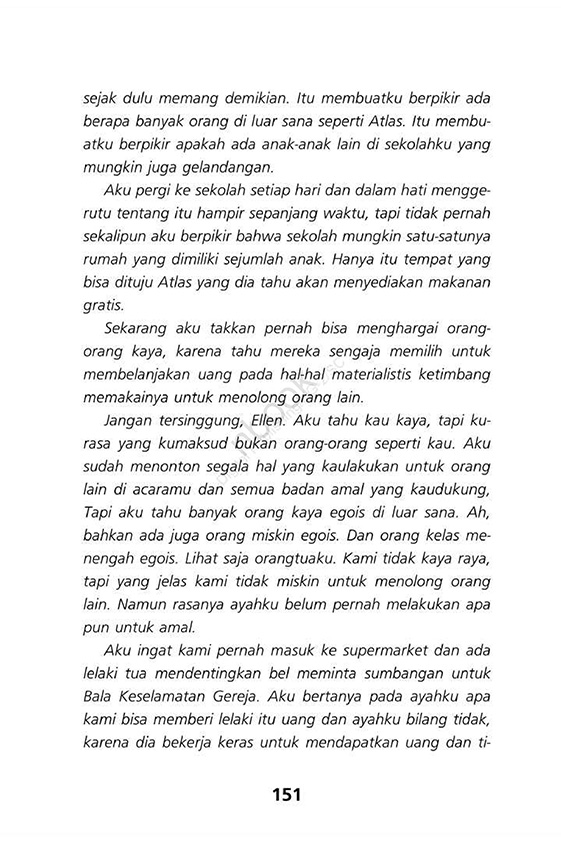 sejak dulu memang demikian. Itu membuatku berpikir ada
berapa banyak orang di luar sana seperti Atlas. Itu membu-
atku berpikir apakah ada anak-anak lain di sekolahku yang
mungkin juga gelandangan.
Aku pergi ke sekolah setiap hari dan dalam hati mengge-
rutu tentang itu hampir sepanjang waktu, tapi tidak pernah
sekalipun aku berpikir bahwa sekolah mungkin satu-satunya
rumah yang dimiliki sejumlah anak. Hanya itu tempat yang
bisa dituju Atlas yang dia tahu akan menyediakan makanan
gratis.
Sekarang aku takkan pernah bisa menghargai orang-
orang kaya, karena tahu mereka sengaja memilih untuk
membelanjakan uang pada hal-hal materialistis ketimbang
memakainya untuk menolong orang lain.
Jangan tersinggung, Ellen. Aku tahu kau kaya, tapi ku-
rasa yang kumaksud bukan orang-orang seperti kau. Aku
sudah menonton segala hal yang kaulakukan untuk orang
lain di acaramu dan semua badan amal yang kaudukung,
Tapi aku tahu banyak orang kaya egois di luar sana. Ah,
bahkan ada juga orang miskin egois. Dan orang kelas me-
nengah egois. Lihat saja orangtuaku. Kami tidak kaya raya,
tapi yang jelas kami tidak miskin untuk menolong orang
lain. Namun rasanya ayahku belum pernah melakukan apa
pun untuk amal.
Aku ingat kami pernah masuk ke supermarket dan ada
lelaki tua mendentingkan bel meminta sumbangan untuk
Bala Keselamatan Gereja. Aku bertanya pada ayahku apa
kami bisa memberi lelaki itu uang dan ayahku bilang tidak,
karena dia bekerja keras untuk mendapatkan uang dan ti-
151